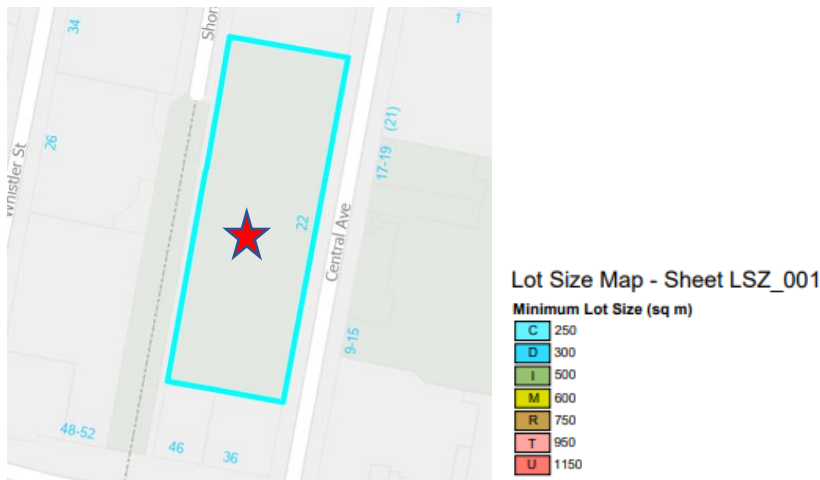 34
Shor
1
26
Whistler St
17-19 (21)
22
Central Ave
9-15
48-52
46
36
Lot Size Map - Sheet LSZ_001
Minimum Lot Size (sq m)
C 250
D 300
I 500
M 600
R 750
T 950
U 1150